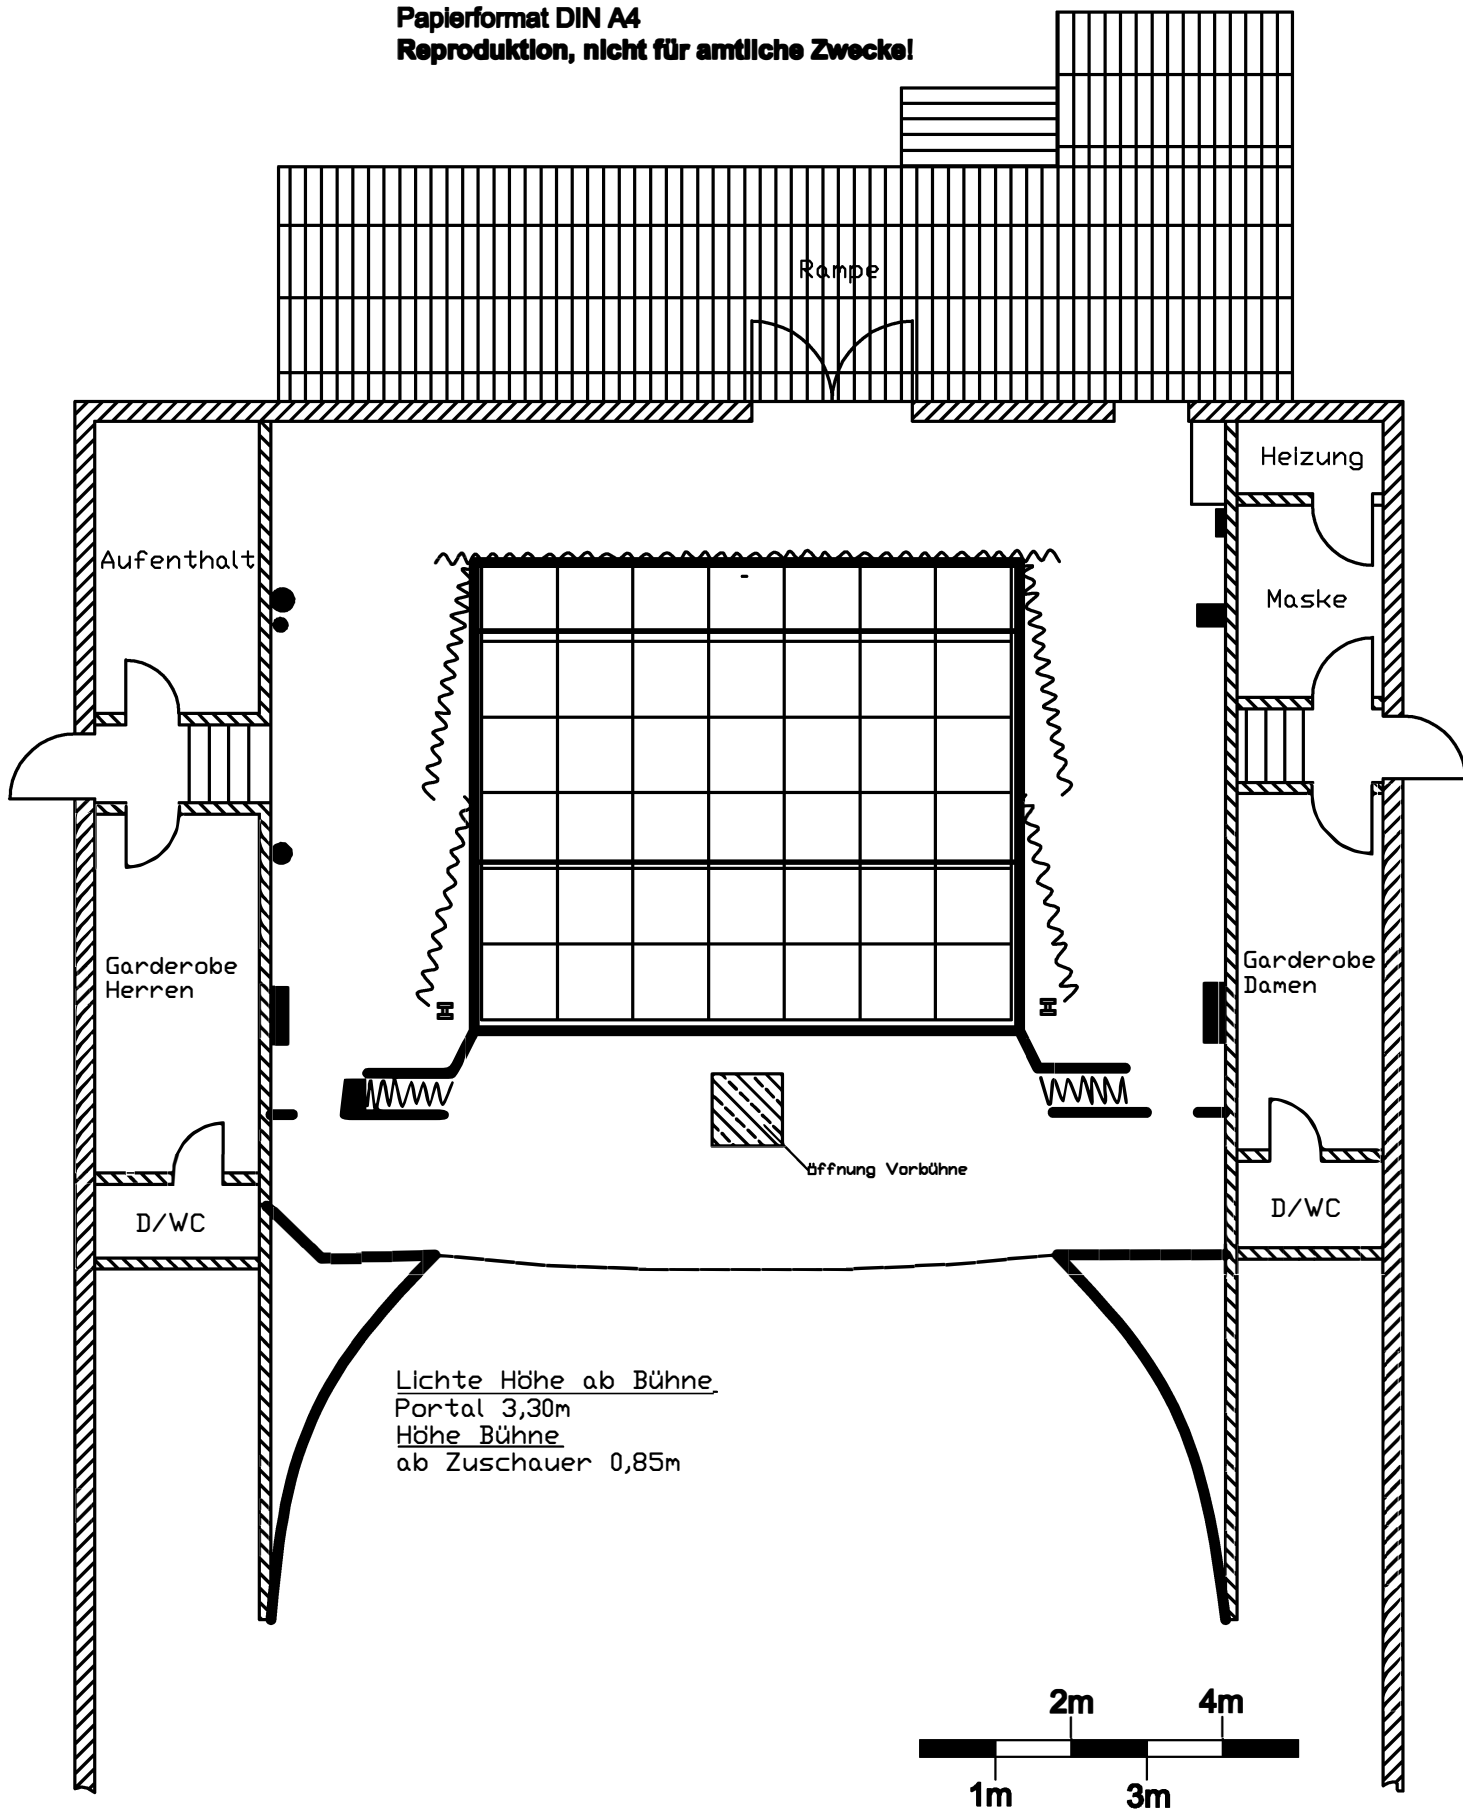 Papierformat DIN A4
Reproduktion, nicht für amtliche Zwecke!
Rampe
Heizung
Aufenthalt
Maske
Garderobe
Herren
Garderobe
Damen
öffnung Vorbühne
D/WC
D/WC
Lichte Höhe ab Bühne
Portal 3,30m
Höhe Bühne
ab Zuschauer 0,85m
2m
4m
1m
3m